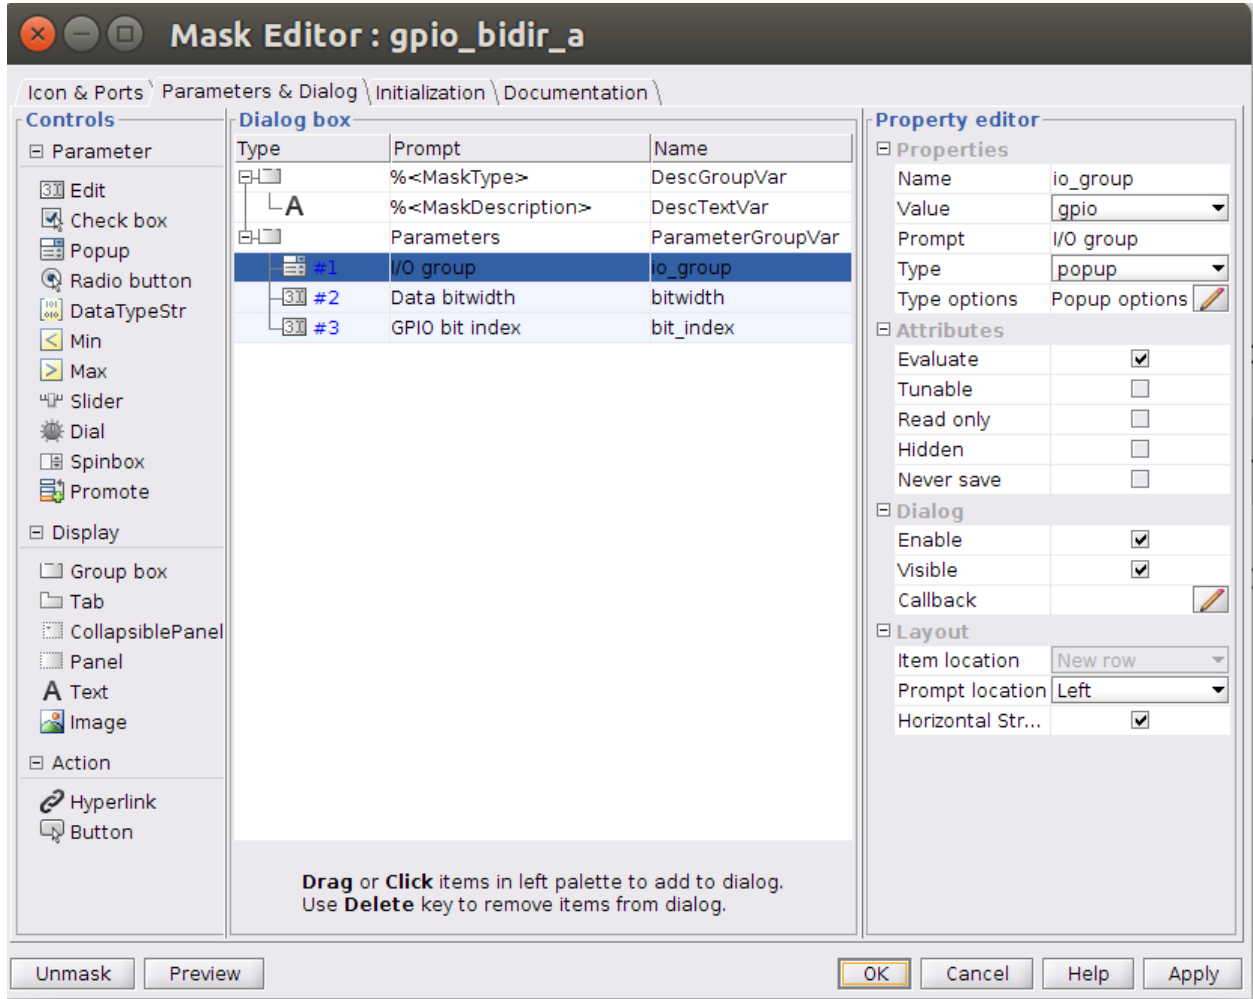 Mask Editor : gpio_bidir_a
Icon & Ports Parameters & Dialog Initialization Documentation
Controls
Parameter
Edit
Check box
Popup
Radio button
DataTypeStr
Min
Max
Slider
Dial
Spinbox
Promote
Display
Group box
Tab
CollapsiblePanel
Panel
Text
Image
Action
Hyperlink
Button
Dialog box
Type Prompt Name
%<MaskType> DescGroupVar
A %<MaskDescription> DescTextVar
Parameters ParameterGroupVar
#1 I/O group io_group
#2 Data bitwidth bitwidth
#3 GPIO bit index bit_index
Drag or Click items in left palette to add to dialog.
Use Delete key to remove items from dialog.
Property editor
Properties
Name io_group
Value gpio
Prompt I/O group
Type popup
Type options Popup options
Attributes
Evaluate
Tunable
Read only
Hidden
Never save
Dialog
Enable
Visible
Callback
Layout
Item location New row
Prompt location Left
Horizontal Str...
Unmask Preview OK Cancel Help Apply